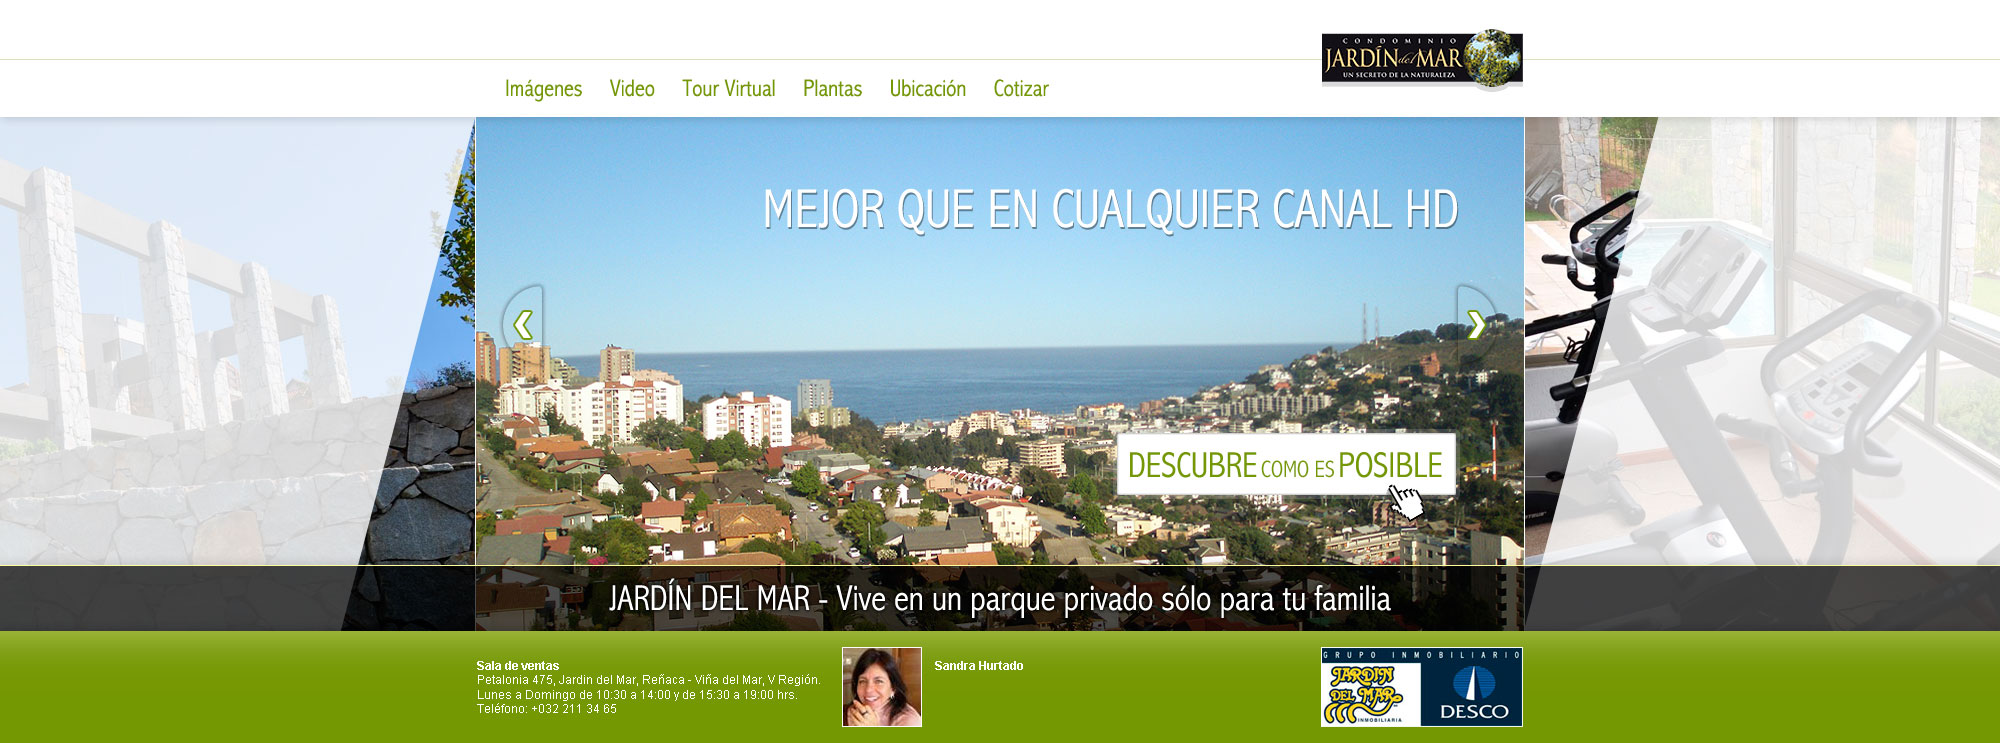 CONDOMINIO
JARDÍN del MAR
UN SECRETO DE LA NATURALEZA
Imágenes Video Tour Virtual Plantas Ubicación Cotizar
MEJOR QUE EN CUALQUIER CANAL HD
DESCUBRE COMO ES POSIBLE
JARDÍN DEL MAR - Vive en un parque privado sólo para tu familia
Sala de ventas
Petalonia 475, Jardin del Mar, Reñaca - Viña del Mar, V Región.
Lunes a Domingo de 10:30 a 14:00 y de 15:30 a 19:00 hrs.
Teléfono: +032 211 34 65
Sandra Hurtado
GRUPO INMOBILIARIO
JARDIN
DEL MAR
INMOBILIARIA
DESCO